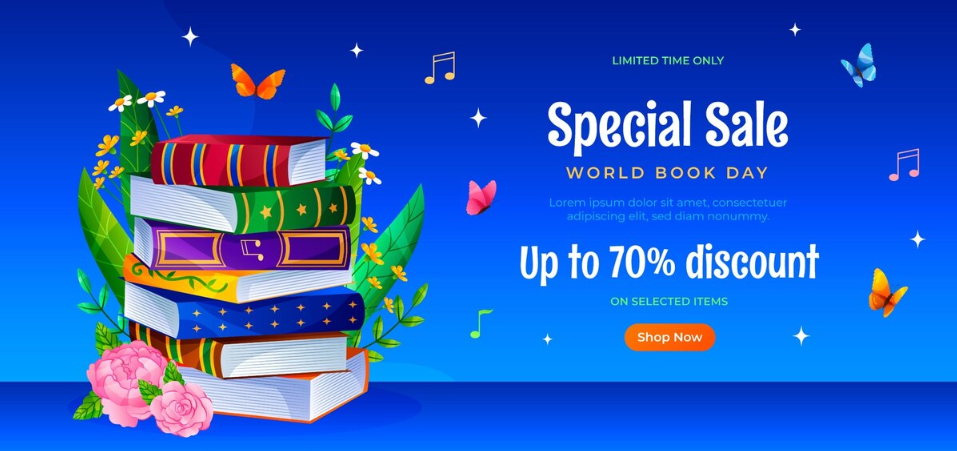 LIMITED TIME ONLY
Special Sale
WORLD BOOK DAY
Lorem ipsum dolor sit amet, consectetuer
adipiscing elit, sed diam nonummy.
Up to 70% discount
ON SELECTED ITEMS
Shop Now